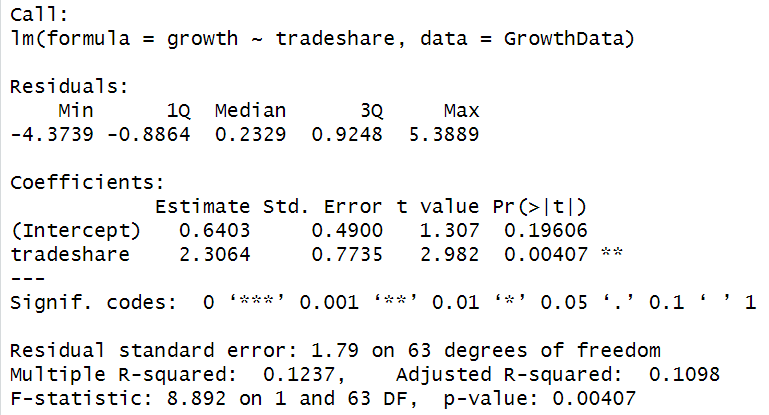 Call:
lm(formula = growth ~ tradeshare, data = GrowthData)
Residuals:
Min 1Q Median 3Q Max
-4.3739 -0.8864 0.2329 0.9248 5.3889
Coefficients:
Estimate Std. Error t value Pr(>|t|)
(Intercept) 0.6403 0.4900 1.307 0.19606
tradeshare 2.3064 0.7735 2.982 0.00407 **
---
Signif. codes: 0 ‘***’ 0.001 ‘**’ 0.01 ‘*’ 0.05 ‘.’ 0.1 ‘ ’ 1
Residual standard error: 1.79 on 63 degrees of freedom
Multiple R-squared: 0.1237, Adjusted R-squared: 0.1098
F-statistic: 8.892 on 1 and 63 DF, p-value: 0.00407